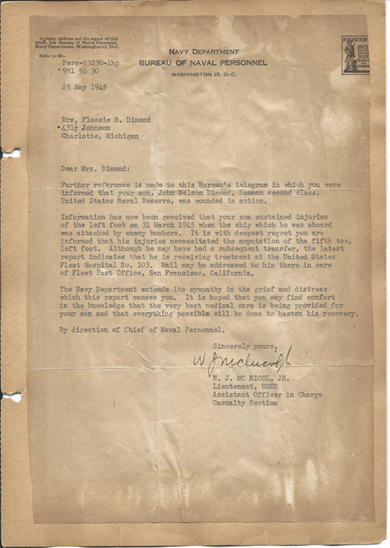 In reply address not the signer of this
letter, but Bureau of Naval Personnel,
Navy Department, Washington 25, D.C.
Refer to No.
NAVY DEPARTMENT
BUREAU OF NAVAL PERSONNEL
WASHINGTON 25, D. C.
Pers-53230-lhp
951 56 30
25 May 1945
Mrs. Flossie B. Dimond
431½ Johnson
Charlotte, Michigan
Dear Mrs. Dimond:
Further reference is made to this Bureau's telegram in which you were
informed that your son, John Nelson Dimond, Seaman second class,
United States Naval Reserve, was wounded in action.
Information has now been received that your son sustained injuries
of the left foot on 31 March 1945 when the ship which he was aboard
was attacked by enemy bombers. It is with deepest regret you are
informed that his injuries necessitated the amputation of the fifth toe,
left foot. Although he may have had a subsequent transfer, the latest
report indicates that he is receiving treatment at the United States
Fleet Hospital No. 103. Mail may be addressed to him there in care
of Fleet Post Office, San Francisco, California.
The Navy Department extends its sympathy in the grief and distress
which this report causes you. It is hoped that you may find comfort
in the knowledge that the very best medical care is being provided for
your son and that everything possible will be done to hasten his recovery.
By direction of Chief of Naval Personnel.
Sincerely yours,
W. J. MC NICOL, JR.
Lieutenant, USNR
Assistant Officer in Charge
Casualty Section